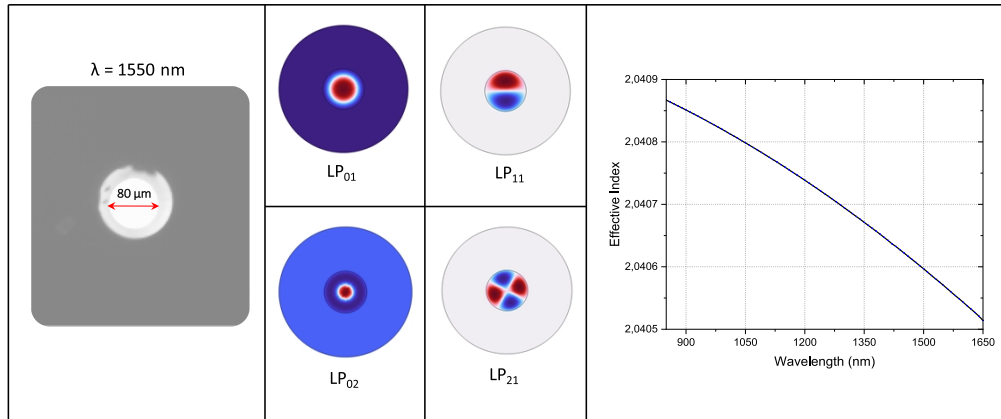 λ = 1550 nm
80 µm
LP01
LP11
LP02
LP21
Effective Index
2,0409
2,0408
2,0407
2,0406
2,0405
900
1050
1200
1350
1500
1650
Wavelength (nm)